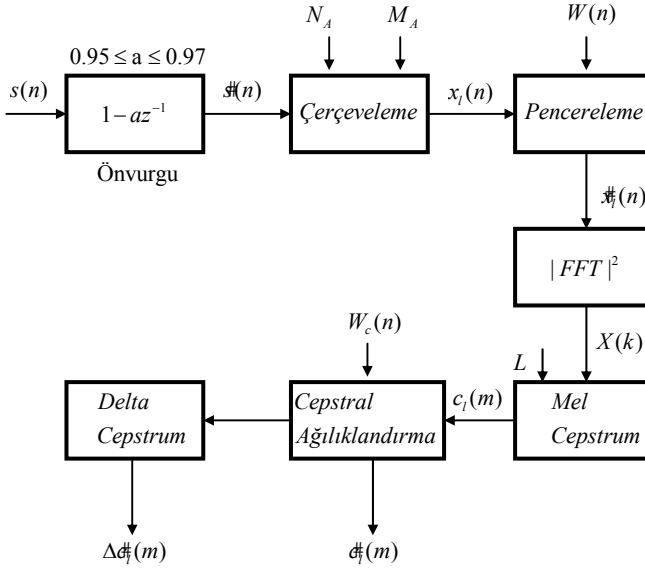 N_A
M_A
W(n)
0.95 ≤ a ≤ 0.97
s(n)
1 − az⁻¹
s#(n)
Çerçeveleme
x_l(n)
Pencereleme
Önvurgu
x#_l(n)
| FFT |²
W_c(n)
X(k)
L
Delta
Cepstrum
Cepstral
Ağılıklandırma
c_l(m)
Mel
Cepstrum
Δc#_l(m)
c#_l(m)